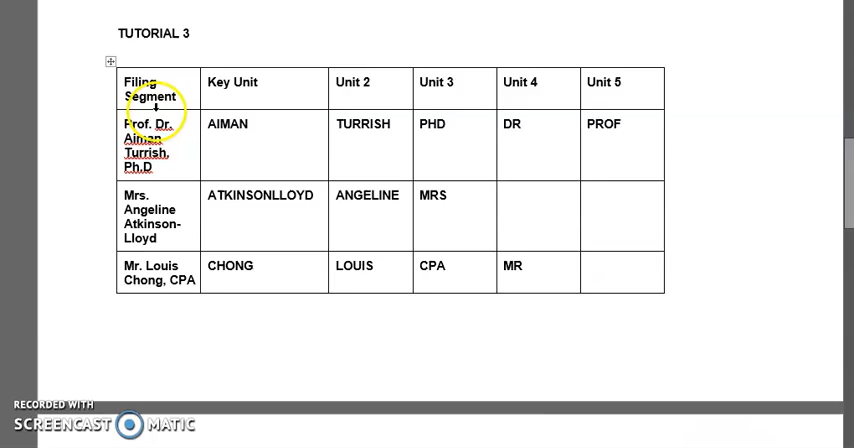 TUTORIAL 3
Filing Segment Key Unit Unit 2 Unit 3 Unit 4 Unit 5
Prof. Dr. Aiman Turrish, Ph.D AIMAN TURRISH PHD DR PROF
Mrs. Angeline Atkinson-Lloyd ATKINSONLLOYD ANGELINE MRS
Mr. Louis Chong, CPA CHONG LOUIS CPA MR
RECORDED WITH
SCREENCAST MATIC